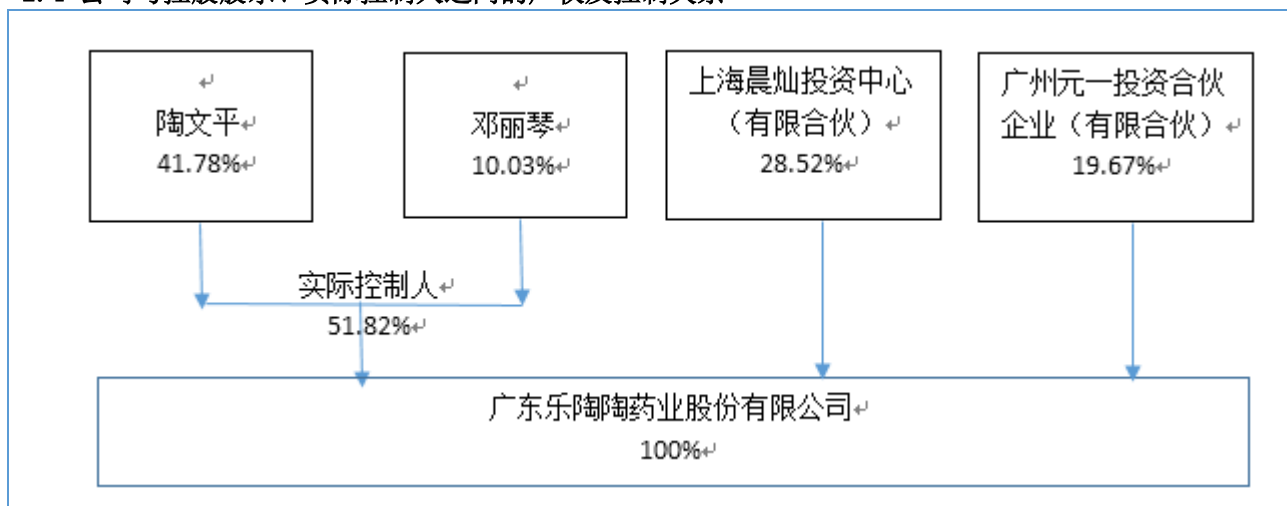 陶文平
41.78%
邓丽琴
10.03%
上海晨灿投资中心
（有限合伙）
28.52%
广州元一投资合伙
企业（有限合伙）
19.67%
实际控制人
51.82%
广东乐陶陶药业股份有限公司
100%